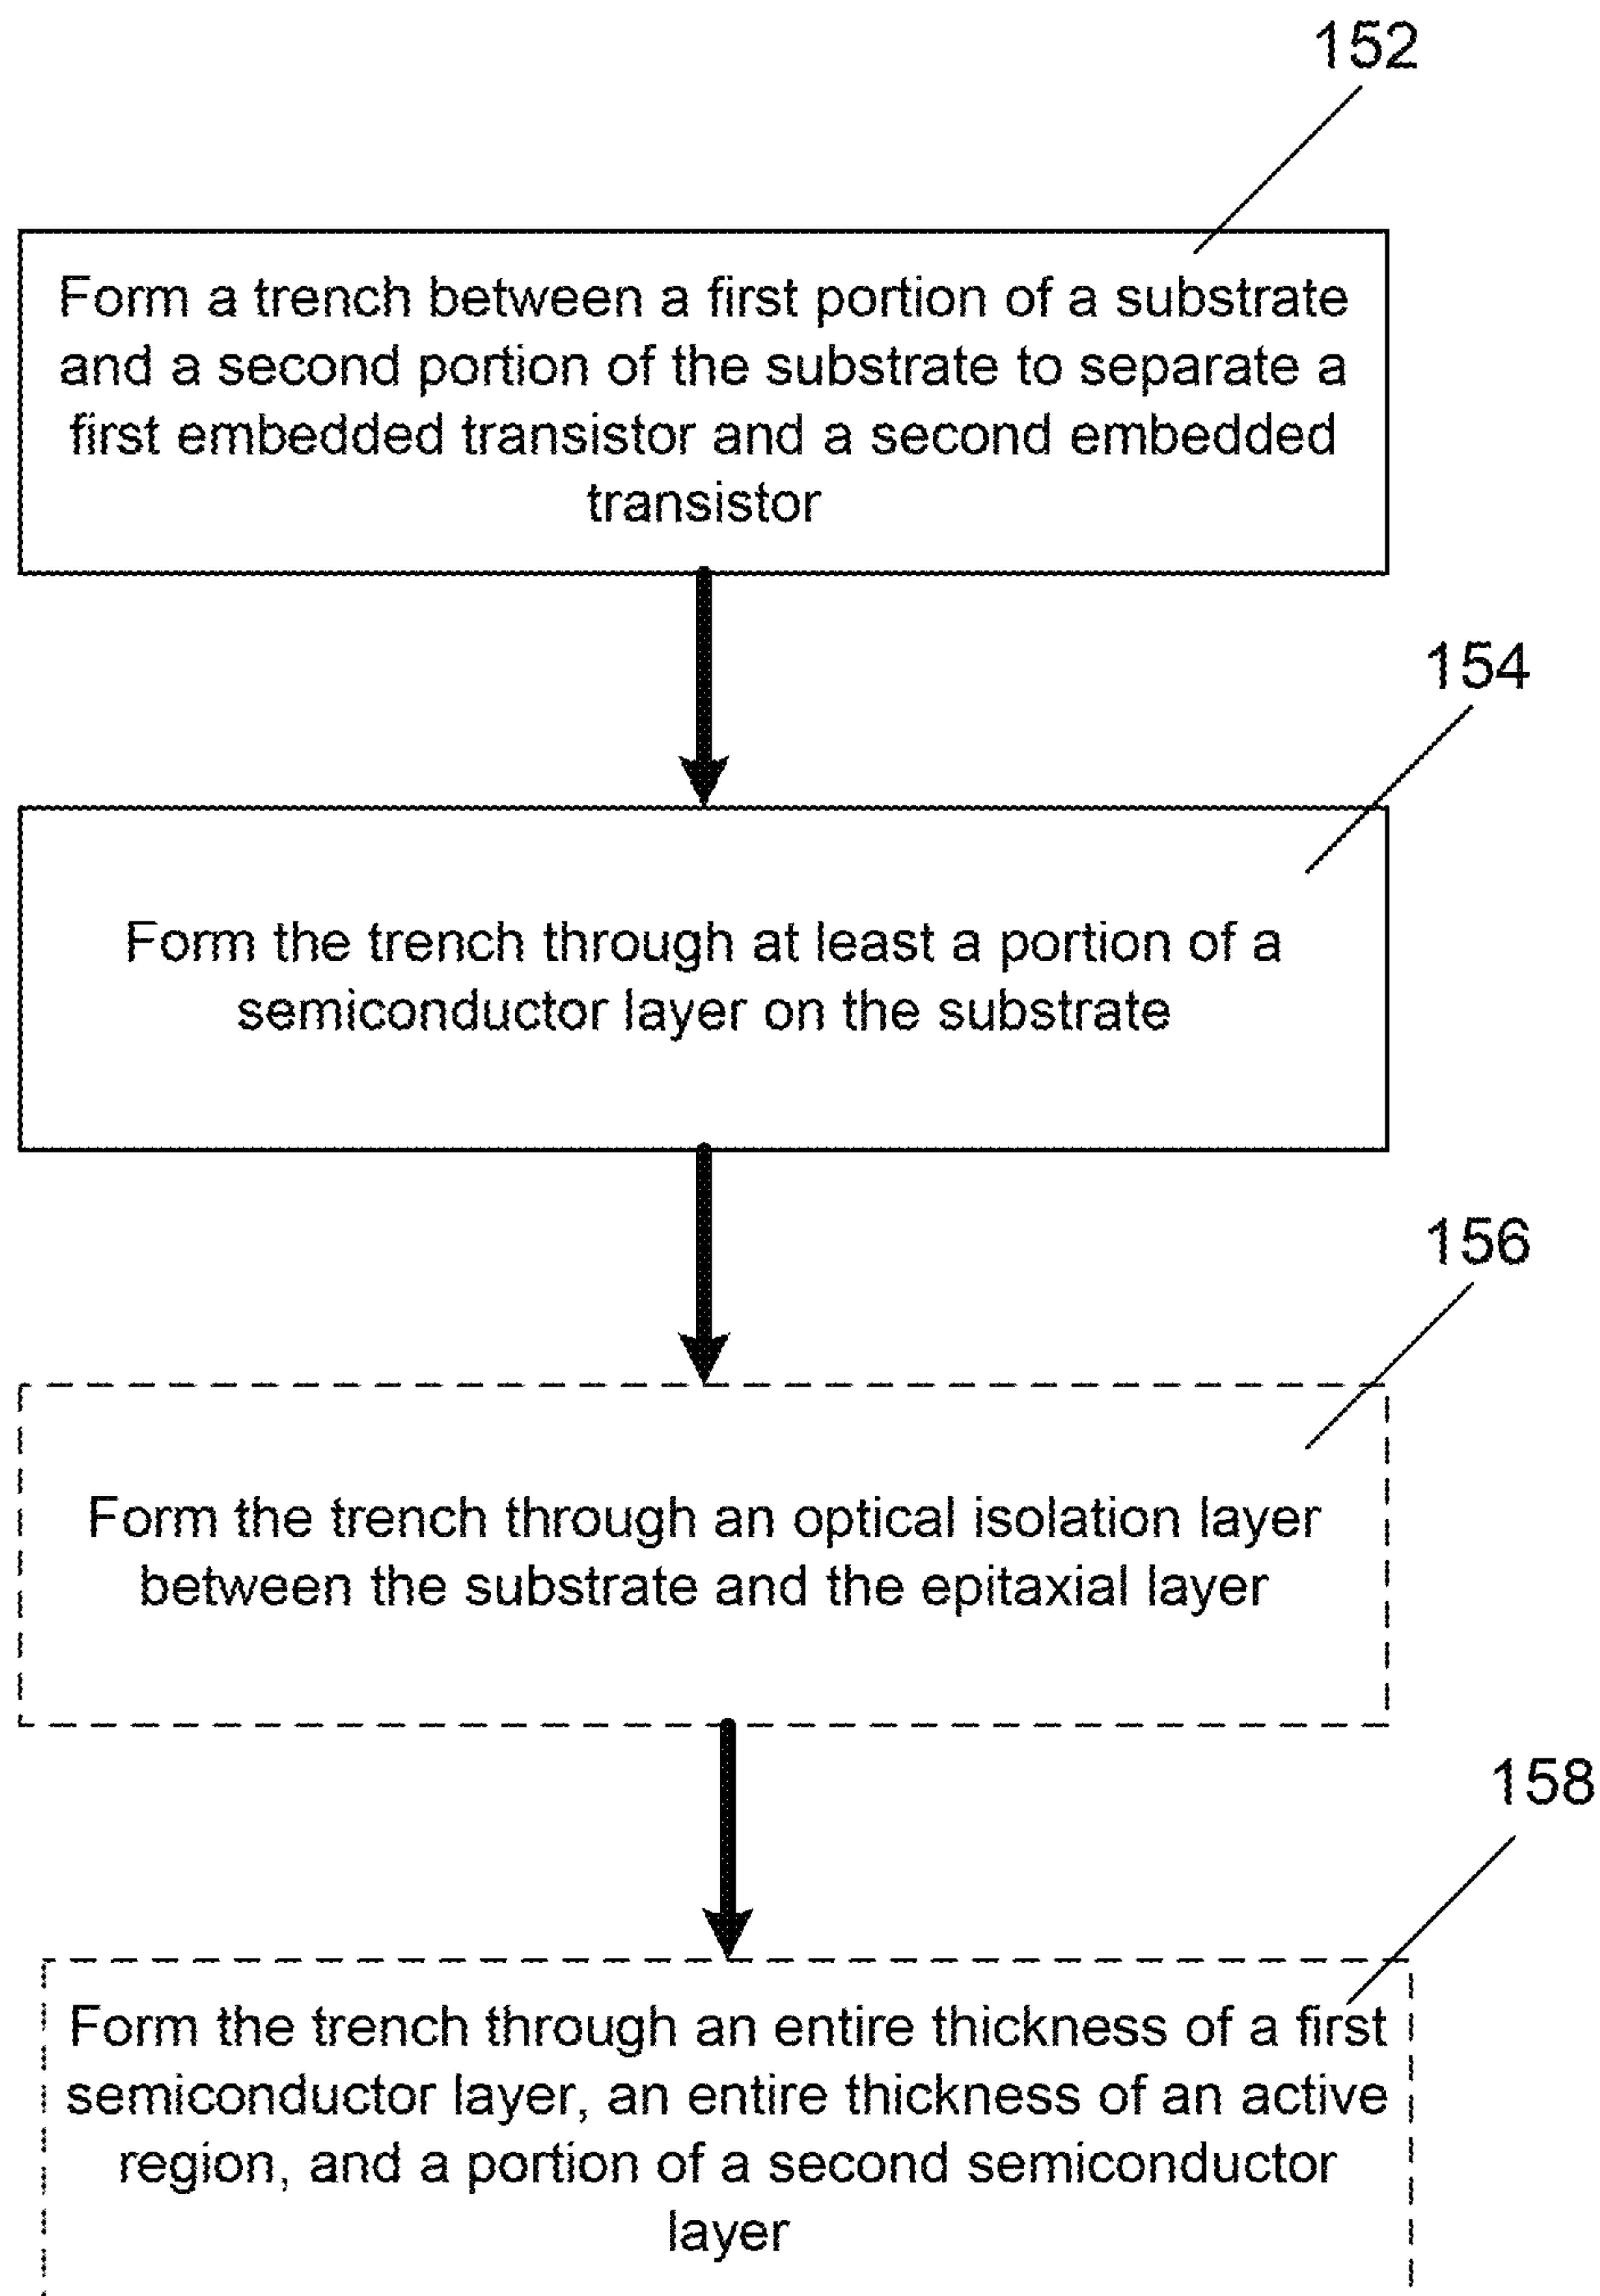 152
Form a trench between a first portion of a substrate
and a second portion of the substrate to separate a
first embedded transistor and a second embedded
transistor
154
Form the trench through at least a portion of a
semiconductor layer on the substrate
156
Form the trench through an optical isolation layer
between the substrate and the epitaxial layer
158
Form the trench through an entire thickness of a first
semiconductor layer, an entire thickness of an active
region, and a portion of a second semiconductor
layer